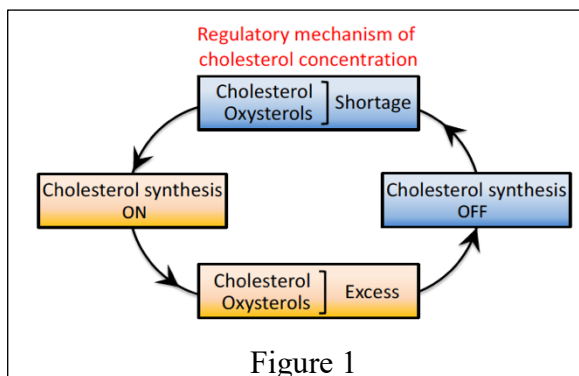 Regulatory mechanism of
cholesterol concentration
Cholesterol
Oxysterols
Shortage
Cholesterol synthesis
ON
Cholesterol synthesis
OFF
Cholesterol
Oxysterols
Excess
Figure 1